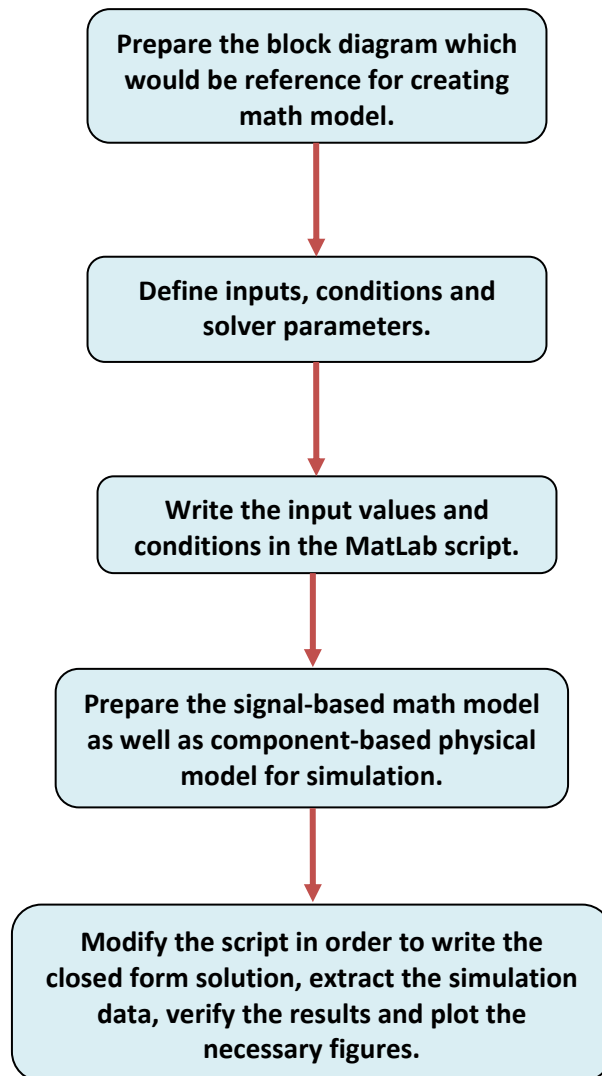 Prepare the block diagram which
would be reference for creating
math model.
Define inputs, conditions and
solver parameters.
Write the input values and
conditions in the MatLab script.
Prepare the signal-based math model
as well as component-based physical
model for simulation.
Modify the script in order to write the
closed form solution, extract the simulation
data, verify the results and plot the
necessary figures.